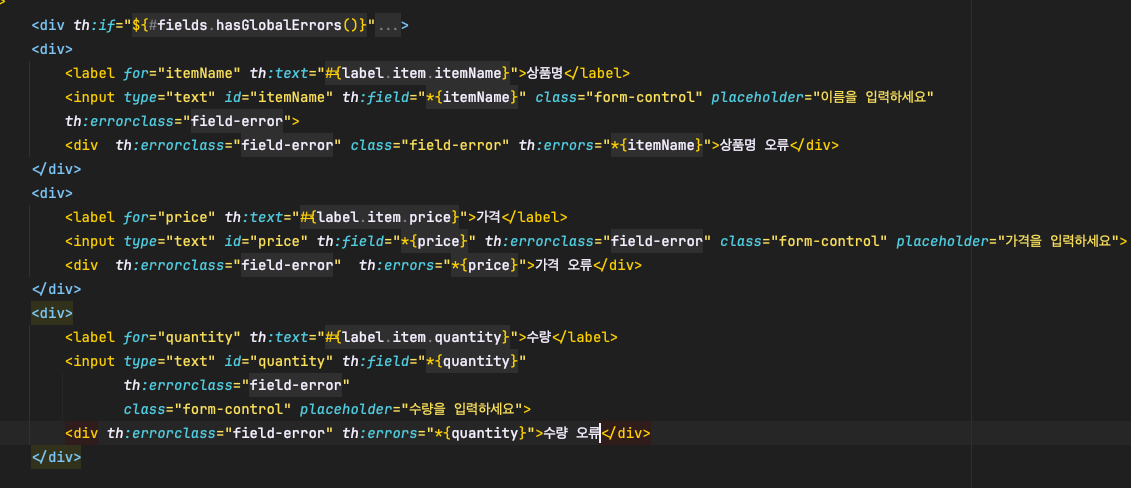 >
<div th:if="${#fields.hasGlobalErrors()}"...>
<div>
<label for="itemName" th:text="#{label.item.itemName}">상품명</label>
<input type="text" id="itemName" th:field="*{itemName}" class="form-control" placeholder="이름을 입력하세요"
th:errorclass="field-error">
<div  th:errorclass="field-error" class="field-error" th:errors="*{itemName}">상품명 오류</div>
</div>
<div>
<label for="price" th:text="#{label.item.price}">가격</label>
<input type="text" id="price" th:field="*{price}" th:errorclass="field-error" class="form-control" placeholder="가격을 입력하세요">
<div  th:errorclass="field-error"  th:errors="*{price}">가격 오류</div>
</div>
<div>
<label for="quantity" th:text="#{label.item.quantity}">수량</label>
<input type="text" id="quantity" th:field="*{quantity}"
th:errorclass="field-error"
class="form-control" placeholder="수량을 입력하세요">
<div th:errorclass="field-error" th:errors="*{quantity}">수량 오류</div>
</div>